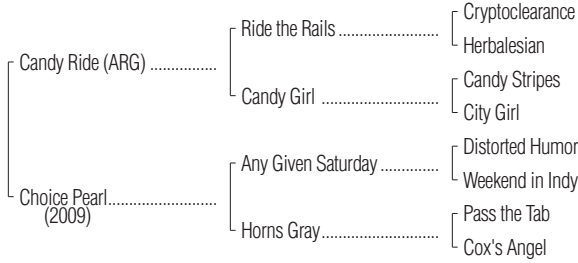 Cryptoclearance
Ride the Rails ........................
Herbalesian
Candy Ride (ARG) ................
Candy Stripes
Candy Girl ............................
City Girl
Distorted Humor
Any Given Saturday ..............
Weekend in Indy
Choice Pearl..........................
(2009)
Pass the Tab
Horns Gray............................
Cox's Angel